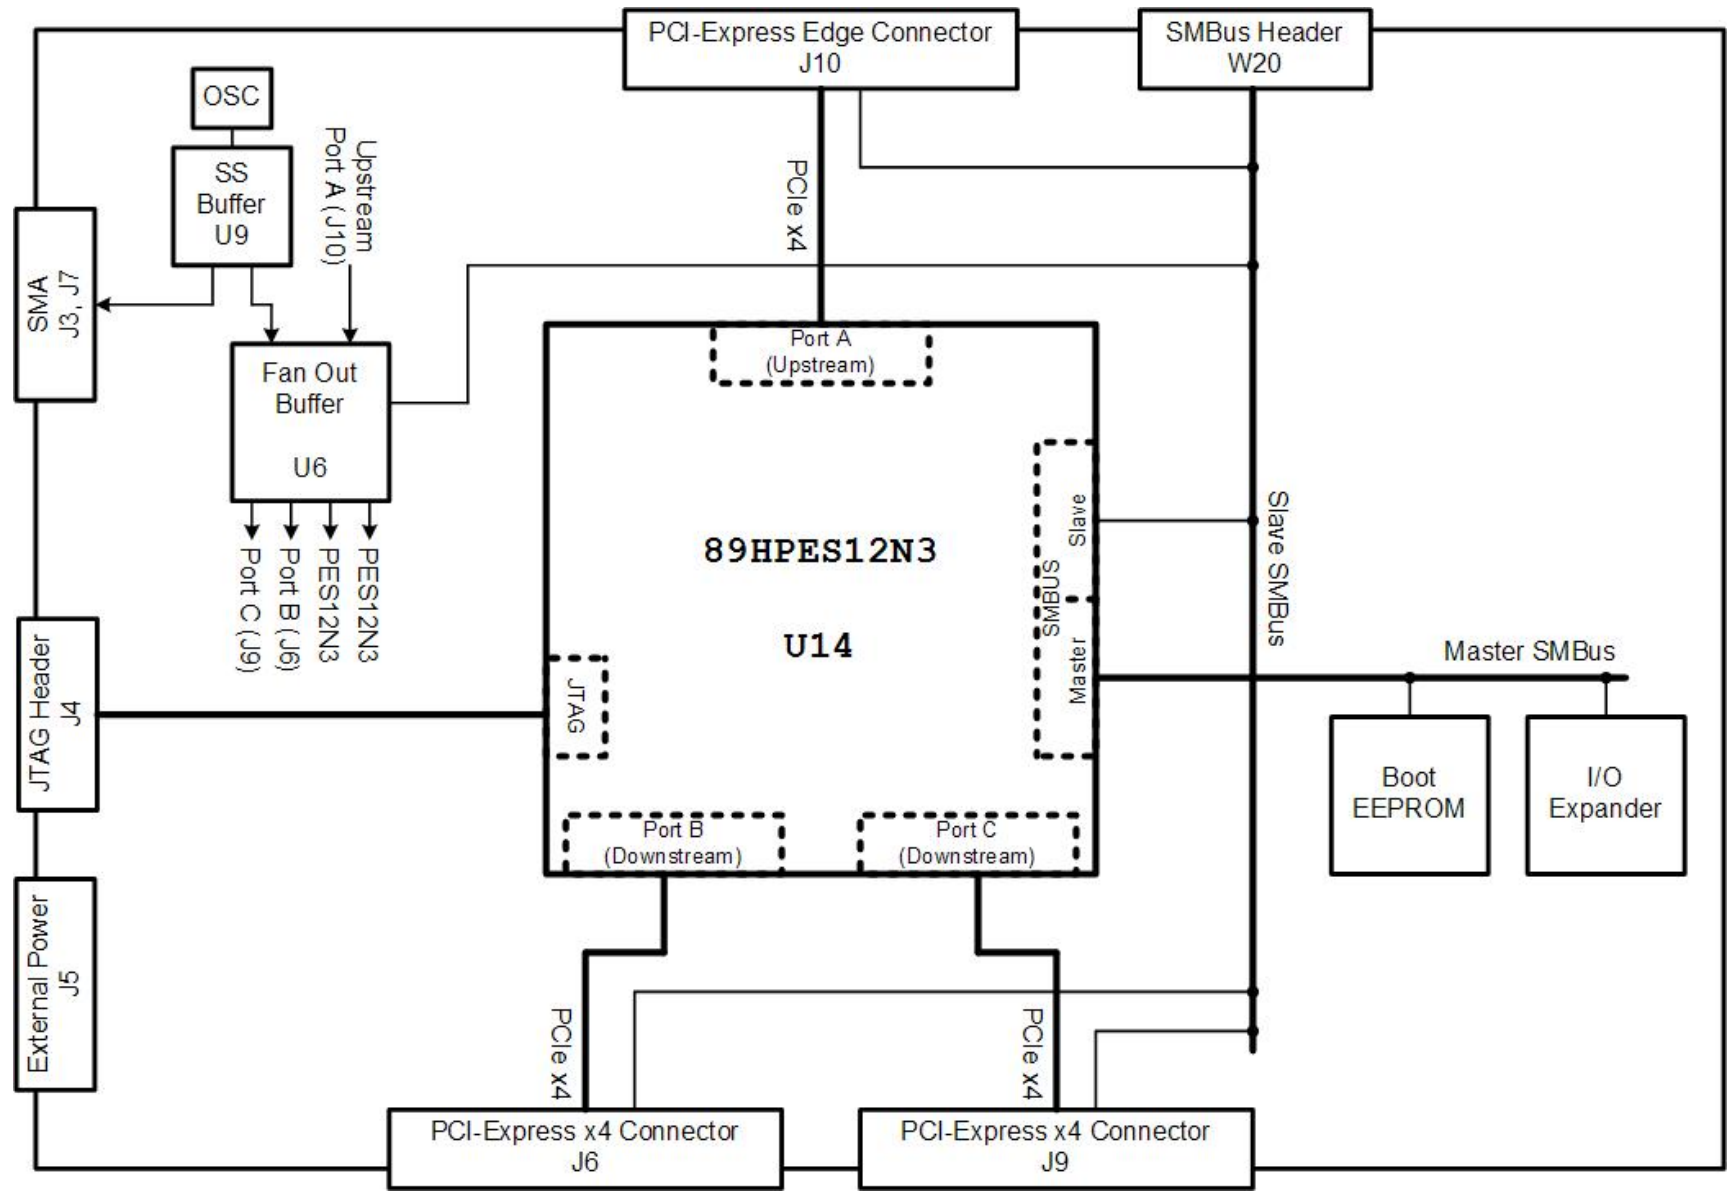 PCI-Express Edge Connector
J10
SMBus Header
W20
OSC
SS
Buffer
U9
Upstream
Port A (J10)
PCIe x4
SMA
J3, J7
Fan Out
Buffer
U6
Port A
(Upstream)
Port C (J9)
Port B (J6)
PES12N3
PES12N3
89HPES12N3
U14
Slave
SMBUS
Master
Slave SMBus
Master SMBus
JTAG Header
J4
JTAG
Boot
EEPROM
I/O
Expander
Port B
(Downstream)
Port C
(Downstream)
External Power
J5
PCIe x4
PCIe x4
PCI-Express x4 Connector
J6
PCI-Express x4 Connector
J9